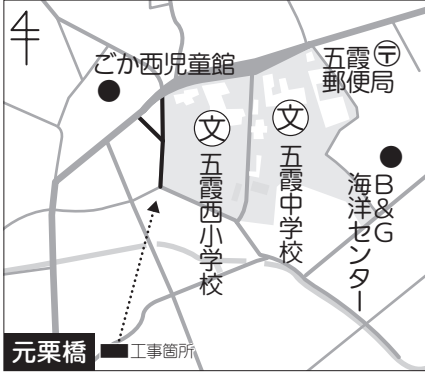 ごか西児童館
五霞
郵便局
〒
文
五霞西小学校
文
五霞中学校
B&G
海洋センター
元栗橋
工事箇所